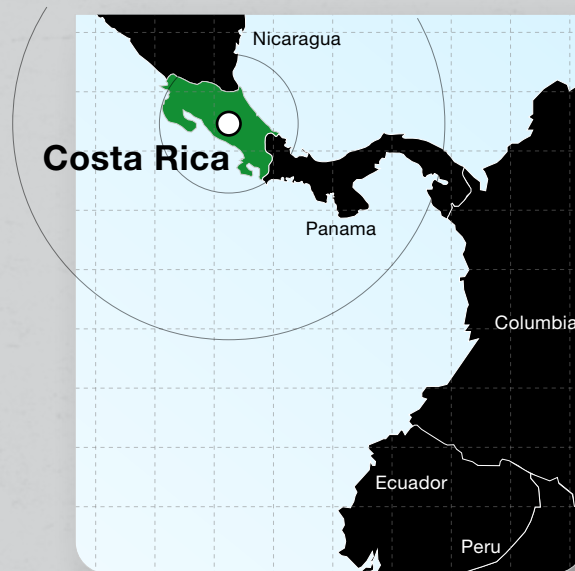 Nicaragua
Costa Rica
Panama
Columbia
Ecuador
Peru